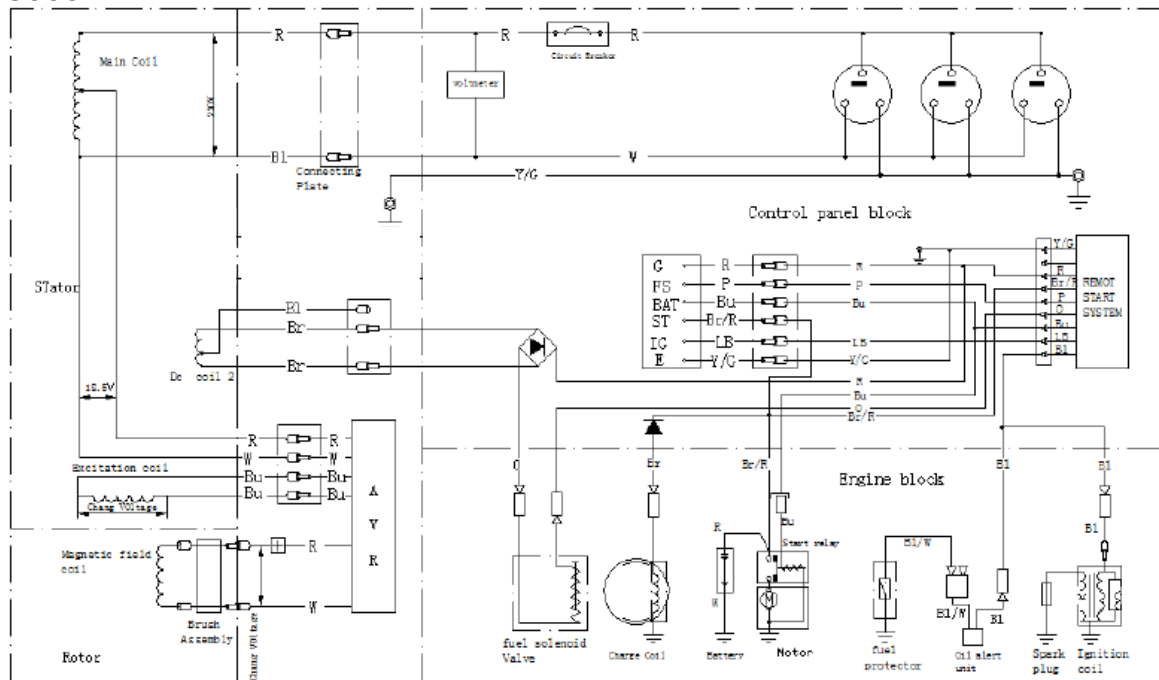 R
R
R
Circuit Breaker
Main Coil
voltmeter
Bl
W
Connecting
Plate
Y/G
Control panel block
STator
G
FS
BAT
ST
IG
E
R
P
Bu
Br/R
LB
Y/G
R
P
Bu
LB
Y/G
Y/G
R
Br/R
P
O
Bu
LB
Bl
REMOT
START
SYSTEM
Bl
Br
Br
Dc coil 2
R
Bu
O
Br/R
R
W
Bu
Bu
R
W
Bu
Bu
Excitation coil
Chang Voltage
A
V
R
Br
Br/R
Bl
Bl
Engine block
Bu
Start relay
R
W
M
Bl/W
Bl/W
Bl
Bl
Magnetic field
coil
R
W
Brush
Assembly
Chang Voltage
Rotor
fuel solenoid
Valve
Charge Coil
Battery
Motor
fuel
protector
Oil alert
unit
Spark
plug
Ignition
coil